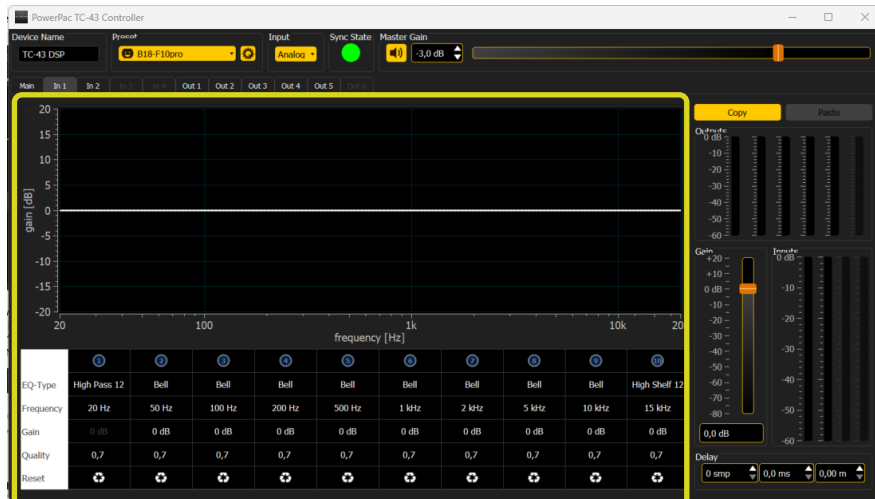 PowerPac TC-43 Controller
Device Name Preset Input Sync State Master Gain
TC-43 DSP B18-F10pro Analog -3,0 dB
Main In 1 In 2 In 3 In 4 Out 1 Out 2 Out 3 Out 4 Out 5 Out 6
Copy Paste
gain [dB]
20
15
10
5
0
-5
-10
-15
-20
20 100 1k 10k 20
frequency [Hz]
1 2 3 4 5 6 7 8 9 10
EQ-Type High Pass 12 Bell Bell Bell Bell Bell Bell Bell Bell High Shelf 12
Frequency 20 Hz 50 Hz 100 Hz 200 Hz 500 Hz 1 kHz 2 kHz 5 kHz 10 kHz 15 kHz
Gain 0 dB 0 dB 0 dB 0 dB 0 dB 0 dB 0 dB 0 dB 0 dB 0 dB
Quality 0,7 0,7 0,7 0,7 0,7 0,7 0,7 0,7 0,7 0,7
Reset
Outputs
0 dB
-10
-20
-30
-40
-50
-60
Gain
+20
+10
0 dB
-10
-20
-30
-40
-50
-60
-70
-80
0,0 dB
Inputs
0 dB
-10
-20
-30
-40
-50
-60
Delay
0 smp 0,0 ms 0,00 m